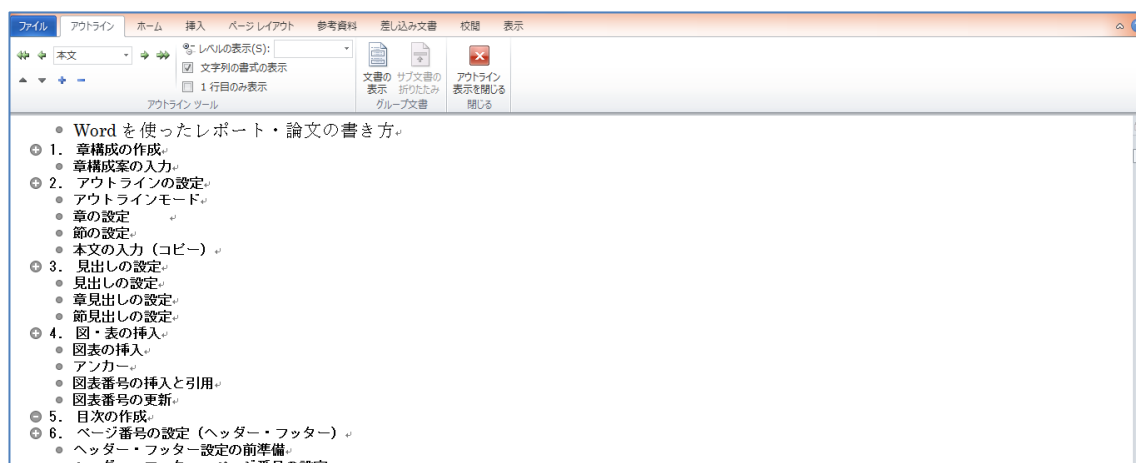 ファイル アウトライン ホーム 挿入 ページ レイアウト 参考資料 差し込み文書 校閲 表示
本文 レベルの表示(S):
文字列の書式の表示
1 行目のみ表示
文書の表示 サブ文書の折りたたみ アウトライン表示を閉じる
アウトライン ツール グループ文書 閉じる
Word を使ったレポート・論文の書き方
1. 章構成の作成
章構成案の入力
2. アウトラインの設定
アウトラインモード
章の設定
節の設定
本文の入力（コピー）
3. 見出しの設定
見出しの設定
章見出しの設定
節見出しの設定
4. 図・表の挿入
図表の挿入
アンカー
図表番号の挿入と引用
図表番号の更新
5. 目次の作成
6. ページ番号の設定（ヘッダー・フッター）
ヘッダー・フッター設定の前準備